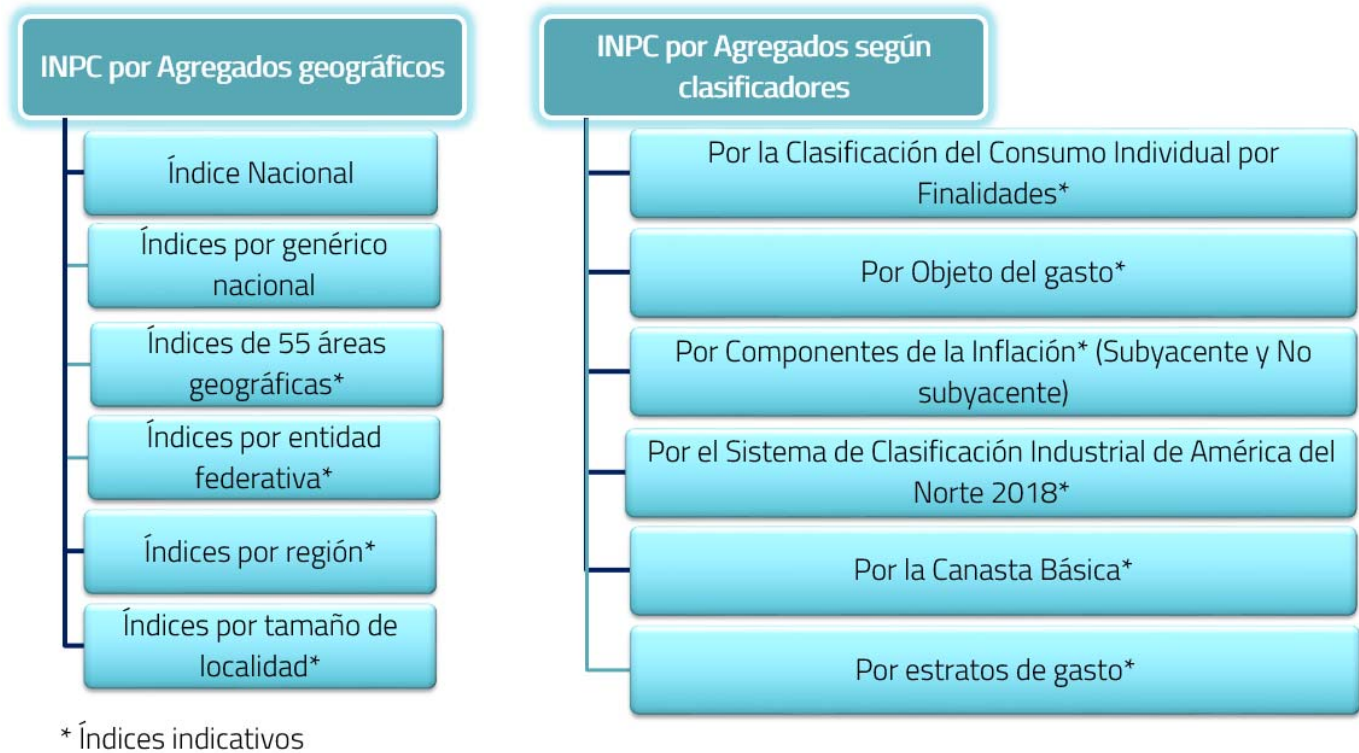 INPC por Agregados geográficos
Índice Nacional
Índices por genérico
nacional
Índices de 55 áreas
geográficas*
Índices por entidad
federativa*
Índices por región*
Índices por tamaño de
localidad*
* Índices indicativos
INPC por Agregados según
clasificadores
Por la Clasificación del Consumo Individual por
Finalidades*
Por Objeto del gasto*
Por Componentes de la Inflación* (Subyacente y No
subyacente)
Por el Sistema de Clasificación Industrial de América del
Norte 2018*
Por la Canasta Básica*
Por estratos de gasto*